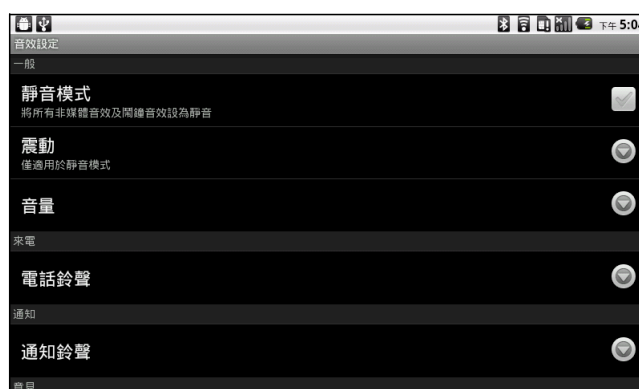 下午 5:04
音效設定
一般
靜音模式
將所有非媒體音效及鬧鐘音效設為靜音
震動
僅適用於靜音模式
音量
來電
電話鈴聲
通知
通知鈴聲